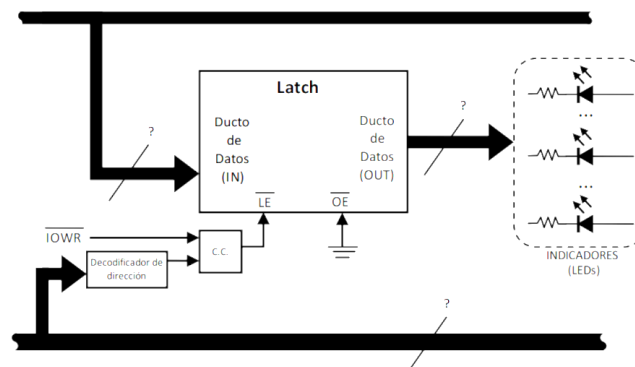 Latch
?
Ducto
de
Datos
(IN)
Ducto
de
Datos
(OUT)
?
...
...
LE
OE
IOWR
C.C.
Decodificador de
dirección
INDICADORES
(LEDs)
?